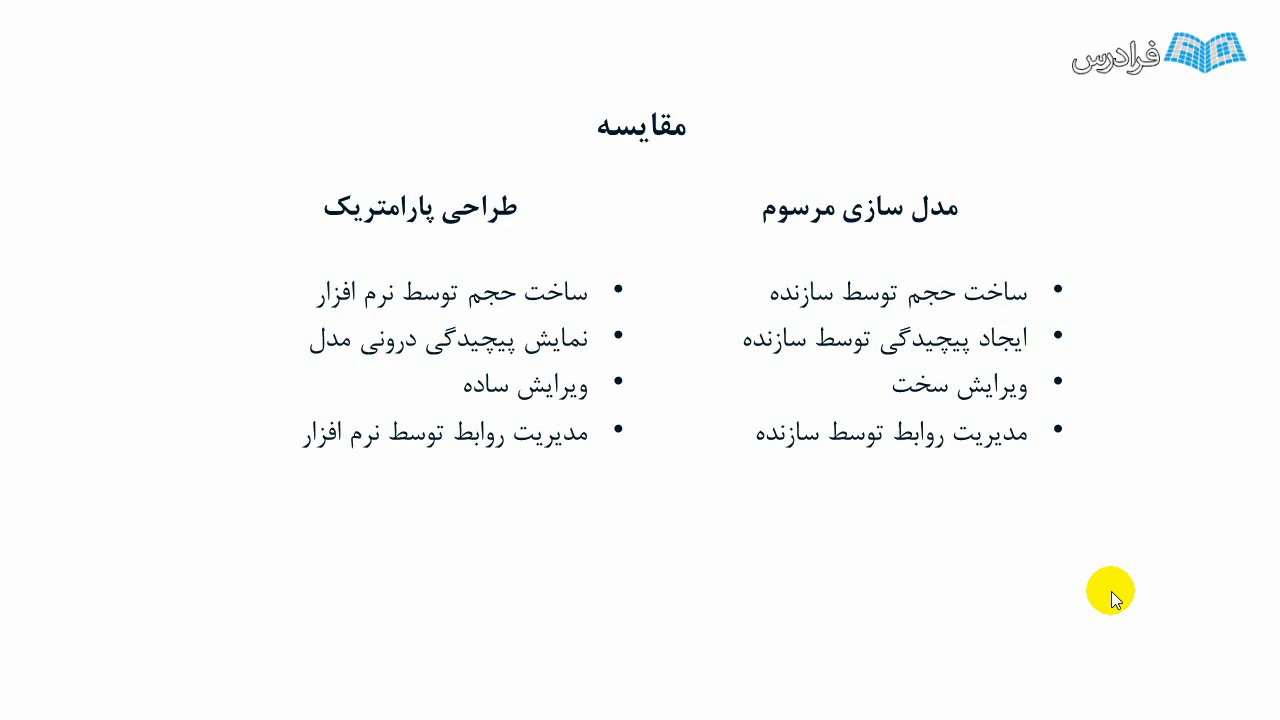 فرادرس
مقایسه
مدل سازی مرسوم
• ساخت حجم توسط سازنده
• ایجاد پیچیدگی توسط سازنده
• ویرایش سخت
• مدیریت روابط توسط سازنده
طراحی پارامتریک
• ساخت حجم توسط نرم افزار
• نمایش پیچیدگی درونی مدل
• ویرایش ساده
• مدیریت روابط توسط نرم افزار